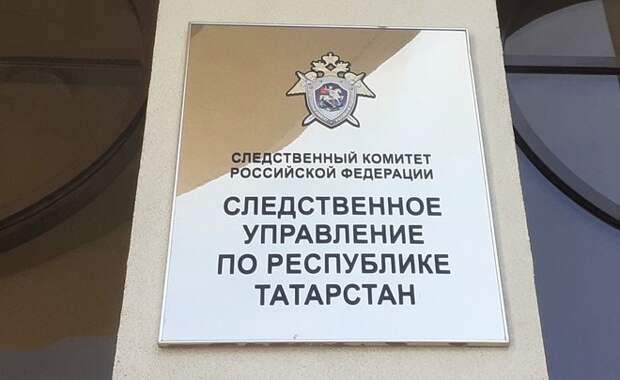 СЛЕДСТВЕННЫЙ КОМИТЕТ
РОССИЙСКОЙ ФЕДЕРАЦИИ
СЛЕДСТВЕННОЕ
УПРАВЛЕНИЕ
ПО РЕСПУБЛИКЕ
ТАТАРСТАН